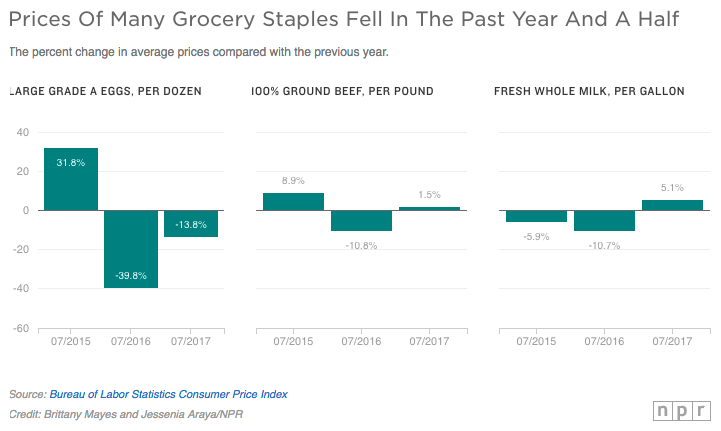 Prices Of Many Grocery Staples Fell In The Past Year And A Half
The percent change in average prices compared with the previous year.
LARGE GRADE A EGGS, PER DOZEN
40
20
0
-20
-40
-60
31.8%
-39.8%
-13.8%
07/2015 07/2016 07/2017
100% GROUND BEEF, PER POUND
8.9%
-10.8%
1.5%
07/2015 07/2016 07/2017
FRESH WHOLE MILK, PER GALLON
-5.9%
-10.7%
5.1%
07/2015 07/2016 07/2017
Source: Bureau of Labor Statistics Consumer Price Index
Credit: Brittany Mayes and Jessenia Araya/NPR
npr